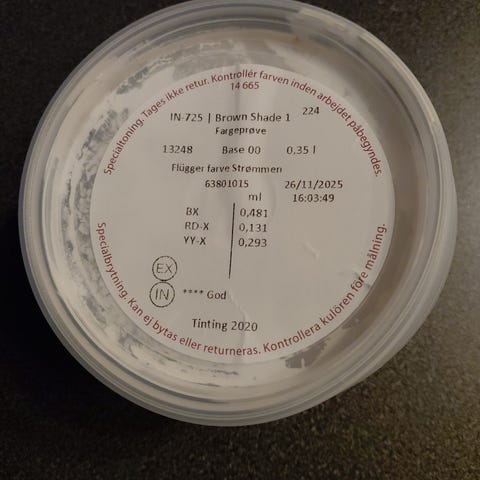 Specialtoning. Tages ikke retur. Kontrollér farven inden arbejdet påbegyndes.
14 665
IN-725 | Brown Shade 1 224
Fargeprøve
13248 Base 00 0,35 l
Flügger farve Strømmen
63801015 26/11/2025
ml 16:03:49
BX 0,481
RD-X 0,131
YY-X 0,293
EX
IN **** God
Tinting 2020
Specialbrytning. Kan ej bytas eller returneras. Kontrollera kulören före målning.